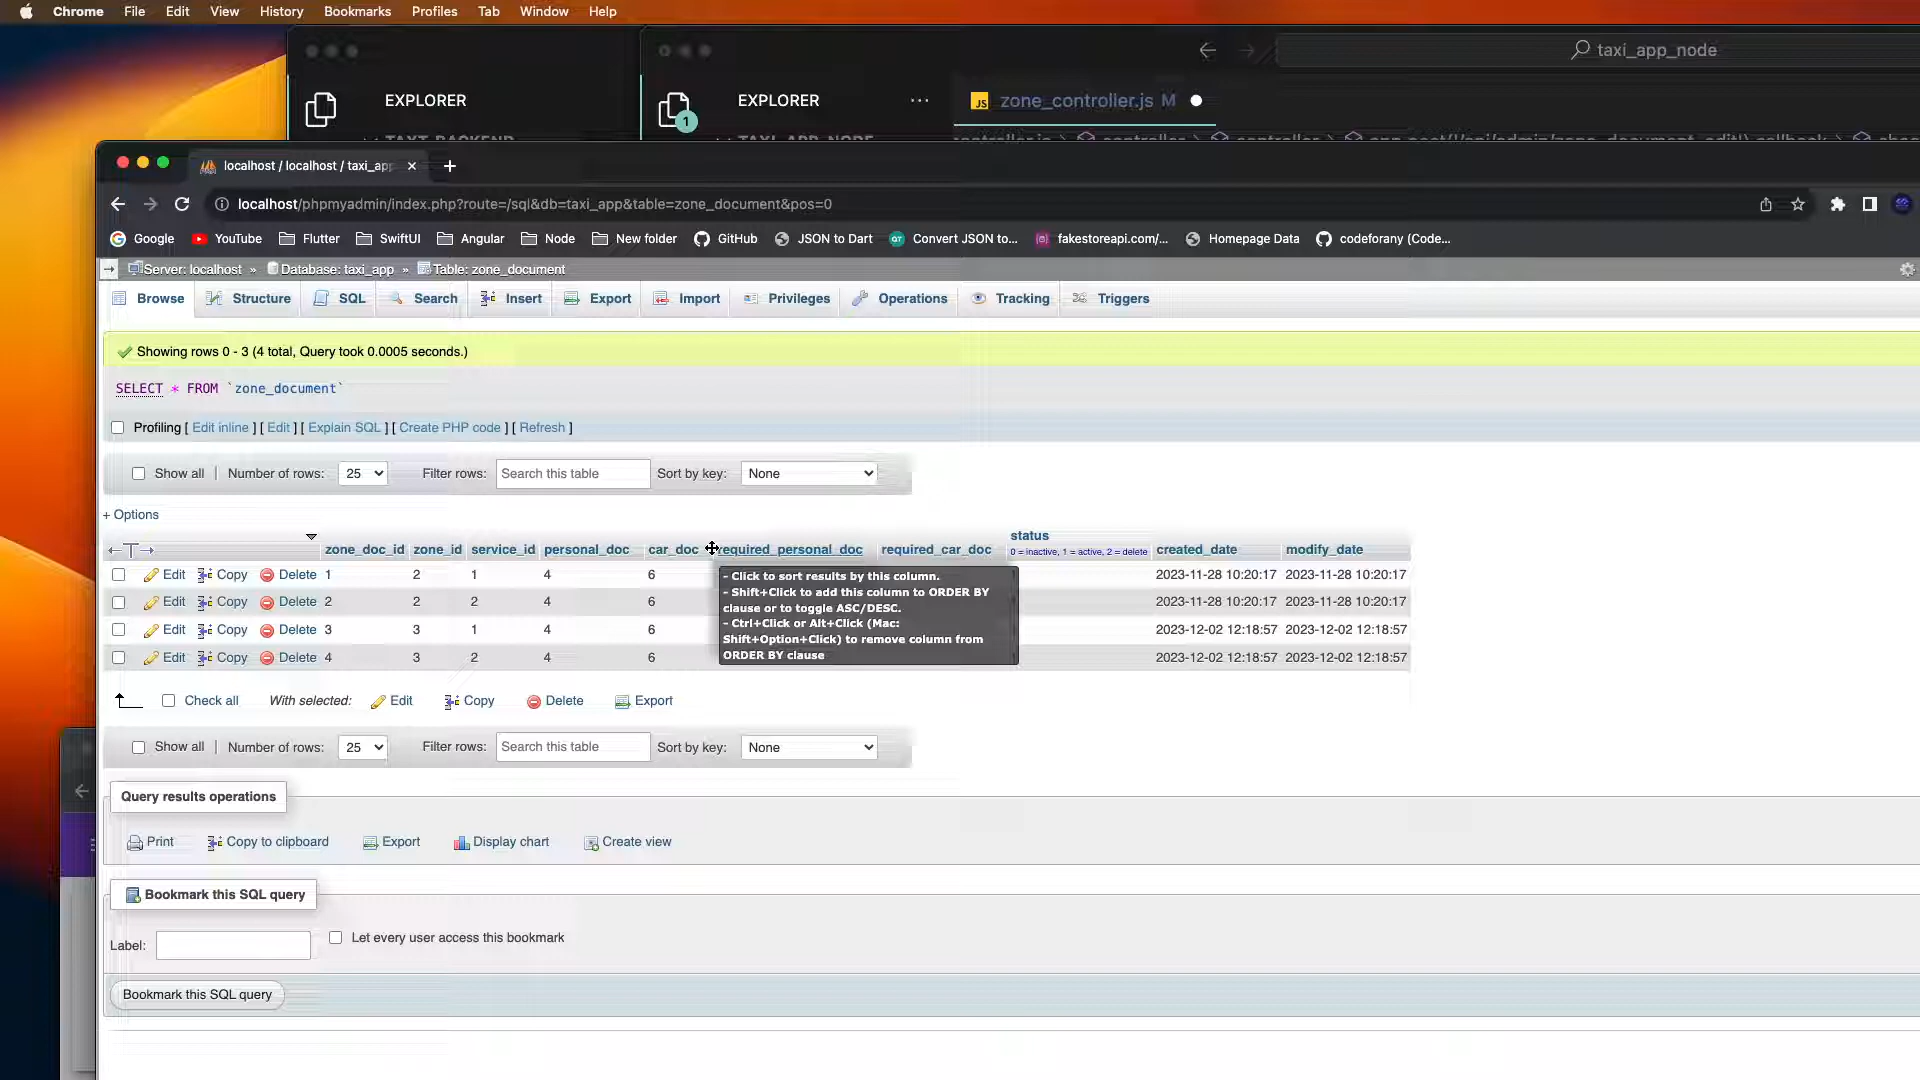 Chrome File Edit View History Bookmarks Profiles Tab Window Help
taxi_app_node
EXPLORER
EXPLORER
zone_controller.js M
1
localhost / localhost / taxi_app
localhost/phpmyadmin/index.php?route=/sql&db=taxi_app&table=zone_document&pos=0
Google YouTube Flutter SwiftUI Angular Node New folder GitHub JSON to Dart Convert JSON to... fakestoreapi.com/... Homepage Data codeforany (Code...
Server: localhost » Database: taxi_app » Table: zone_document
Browse Structure SQL Search Insert Export Import Privileges Operations Tracking Triggers
Showing rows 0 - 3 (4 total, Query took 0.0005 seconds.)
SELECT * FROM `zone_document`
Profiling [ Edit inline ] [ Edit ] [ Explain SQL ] [ Create PHP code ] [ Refresh ]
Show all | Number of rows: 25 Filter rows: Search this table Sort by key: None
+ Options
zone_doc_id zone_id service_id personal_doc car_doc required_personal_doc required_car_doc status created_date modify_date
0 = inactive, 1 = active, 2 = delete
Edit Copy Delete 1 2 1 4 6 2023-11-28 10:20:17 2023-11-28 10:20:17
Edit Copy Delete 2 2 2 4 6 2023-11-28 10:20:17 2023-11-28 10:20:17
Edit Copy Delete 3 3 1 4 6 2023-12-02 12:18:57 2023-12-02 12:18:57
Edit Copy Delete 4 3 2 4 6 2023-12-02 12:18:57 2023-12-02 12:18:57
- Click to sort results by this column.
- Shift+Click to add this column to ORDER BY
clause or to toggle ASC/DESC.
- Ctrl+Click or Alt+Click (Mac:
Shift+Option+Click) to remove column from
ORDER BY clause
Check all With selected: Edit Copy Delete Export
Show all | Number of rows: 25 Filter rows: Search this table Sort by key: None
Query results operations
Print Copy to clipboard Export Display chart Create view
Bookmark this SQL query
Label: Let every user access this bookmark
Bookmark this SQL query